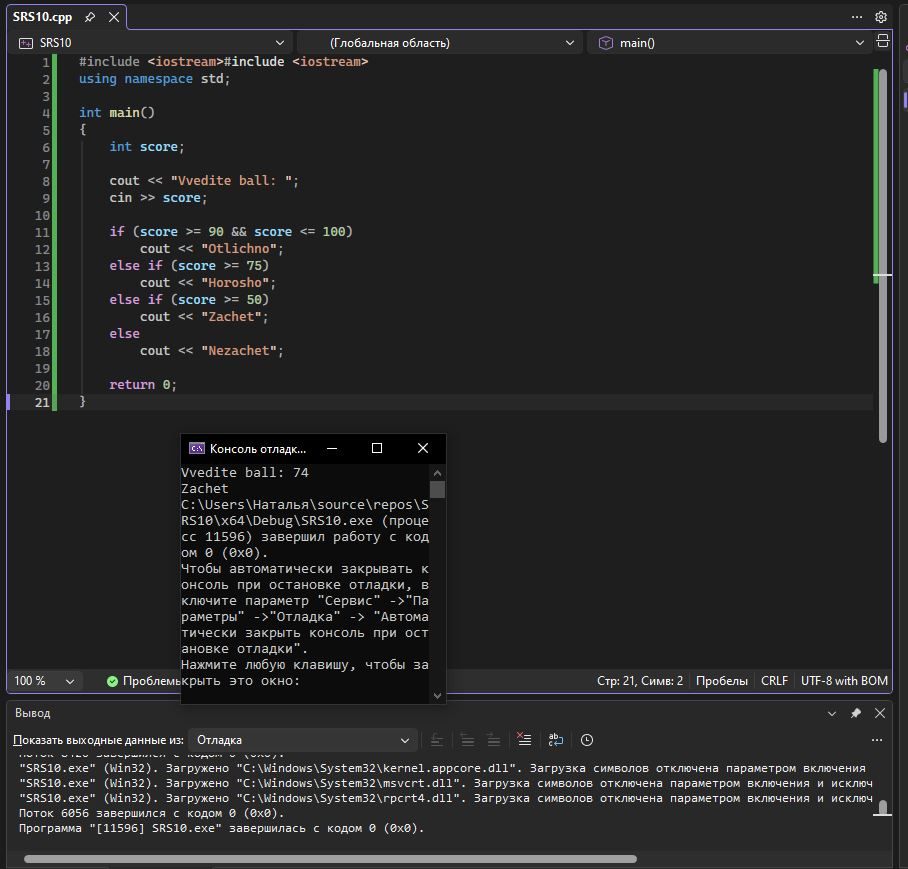 SRS10.cpp
SRS10
(Глобальная область)
main()
1 #include <iostream>#include <iostream>
2 using namespace std;
3
4 int main()
5 {
6 int score;
7
8 cout << "Vvedite ball: ";
9 cin >> score;
10
11 if (score >= 90 && score <= 100)
12 cout << "Otlichno";
13 else if (score >= 75)
14 cout << "Horosho";
15 else if (score >= 50)
16 cout << "Zachet";
17 else
18 cout << "Nezachet";
19
20 return 0;
21 }
Консоль отладк...
Vvedite ball: 74
Zachet
C:\Users\Наталья\source\repos\S
RS10\x64\Debug\SRS10.exe (проце
сс 11596) завершил работу с код
ом 0 (0x0).
Чтобы автоматически закрывать к
онсоль при остановке отладки, в
ключите параметр "Сервис" ->"Па
раметры" ->"Отладка" -> "Автома
тически закрыть консоль при ост
ановке отладки".
Нажмите любую клавишу, чтобы за
крыть это окно:
100 %
Проблемы
Стр: 21, Симв: 2
Пробелы
CRLF
UTF-8 with BOM
Вывод
Показать выходные данные из:
Отладка
"SRS10.exe" (Win32). Загружено "C:\Windows\System32\kernel.appcore.dll". Загрузка символов отключена параметром включения
"SRS10.exe" (Win32). Загружено "C:\Windows\System32\msvcrt.dll". Загрузка символов отключена параметром включения и исключ
"SRS10.exe" (Win32). Загружено "C:\Windows\System32\rpcrt4.dll". Загрузка символов отключена параметром включения и исключ
Поток 6056 завершился с кодом 0 (0x0).
Программа "[11596] SRS10.exe" завершилась с кодом 0 (0x0).